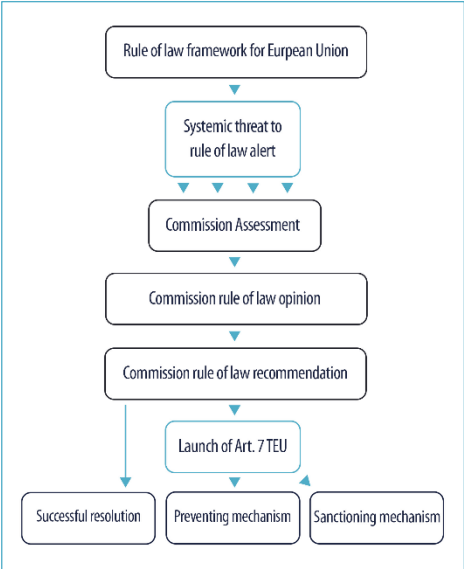 Rule of law framework for Eurpean Union
Systemic threat to
rule of law alert
Commission Assessment
Commission rule of law opinion
Commission rule of law recommendation
Launch of Art. 7 TEU
Successful resolution
Preventing mechanism
Sanctioning mechanism